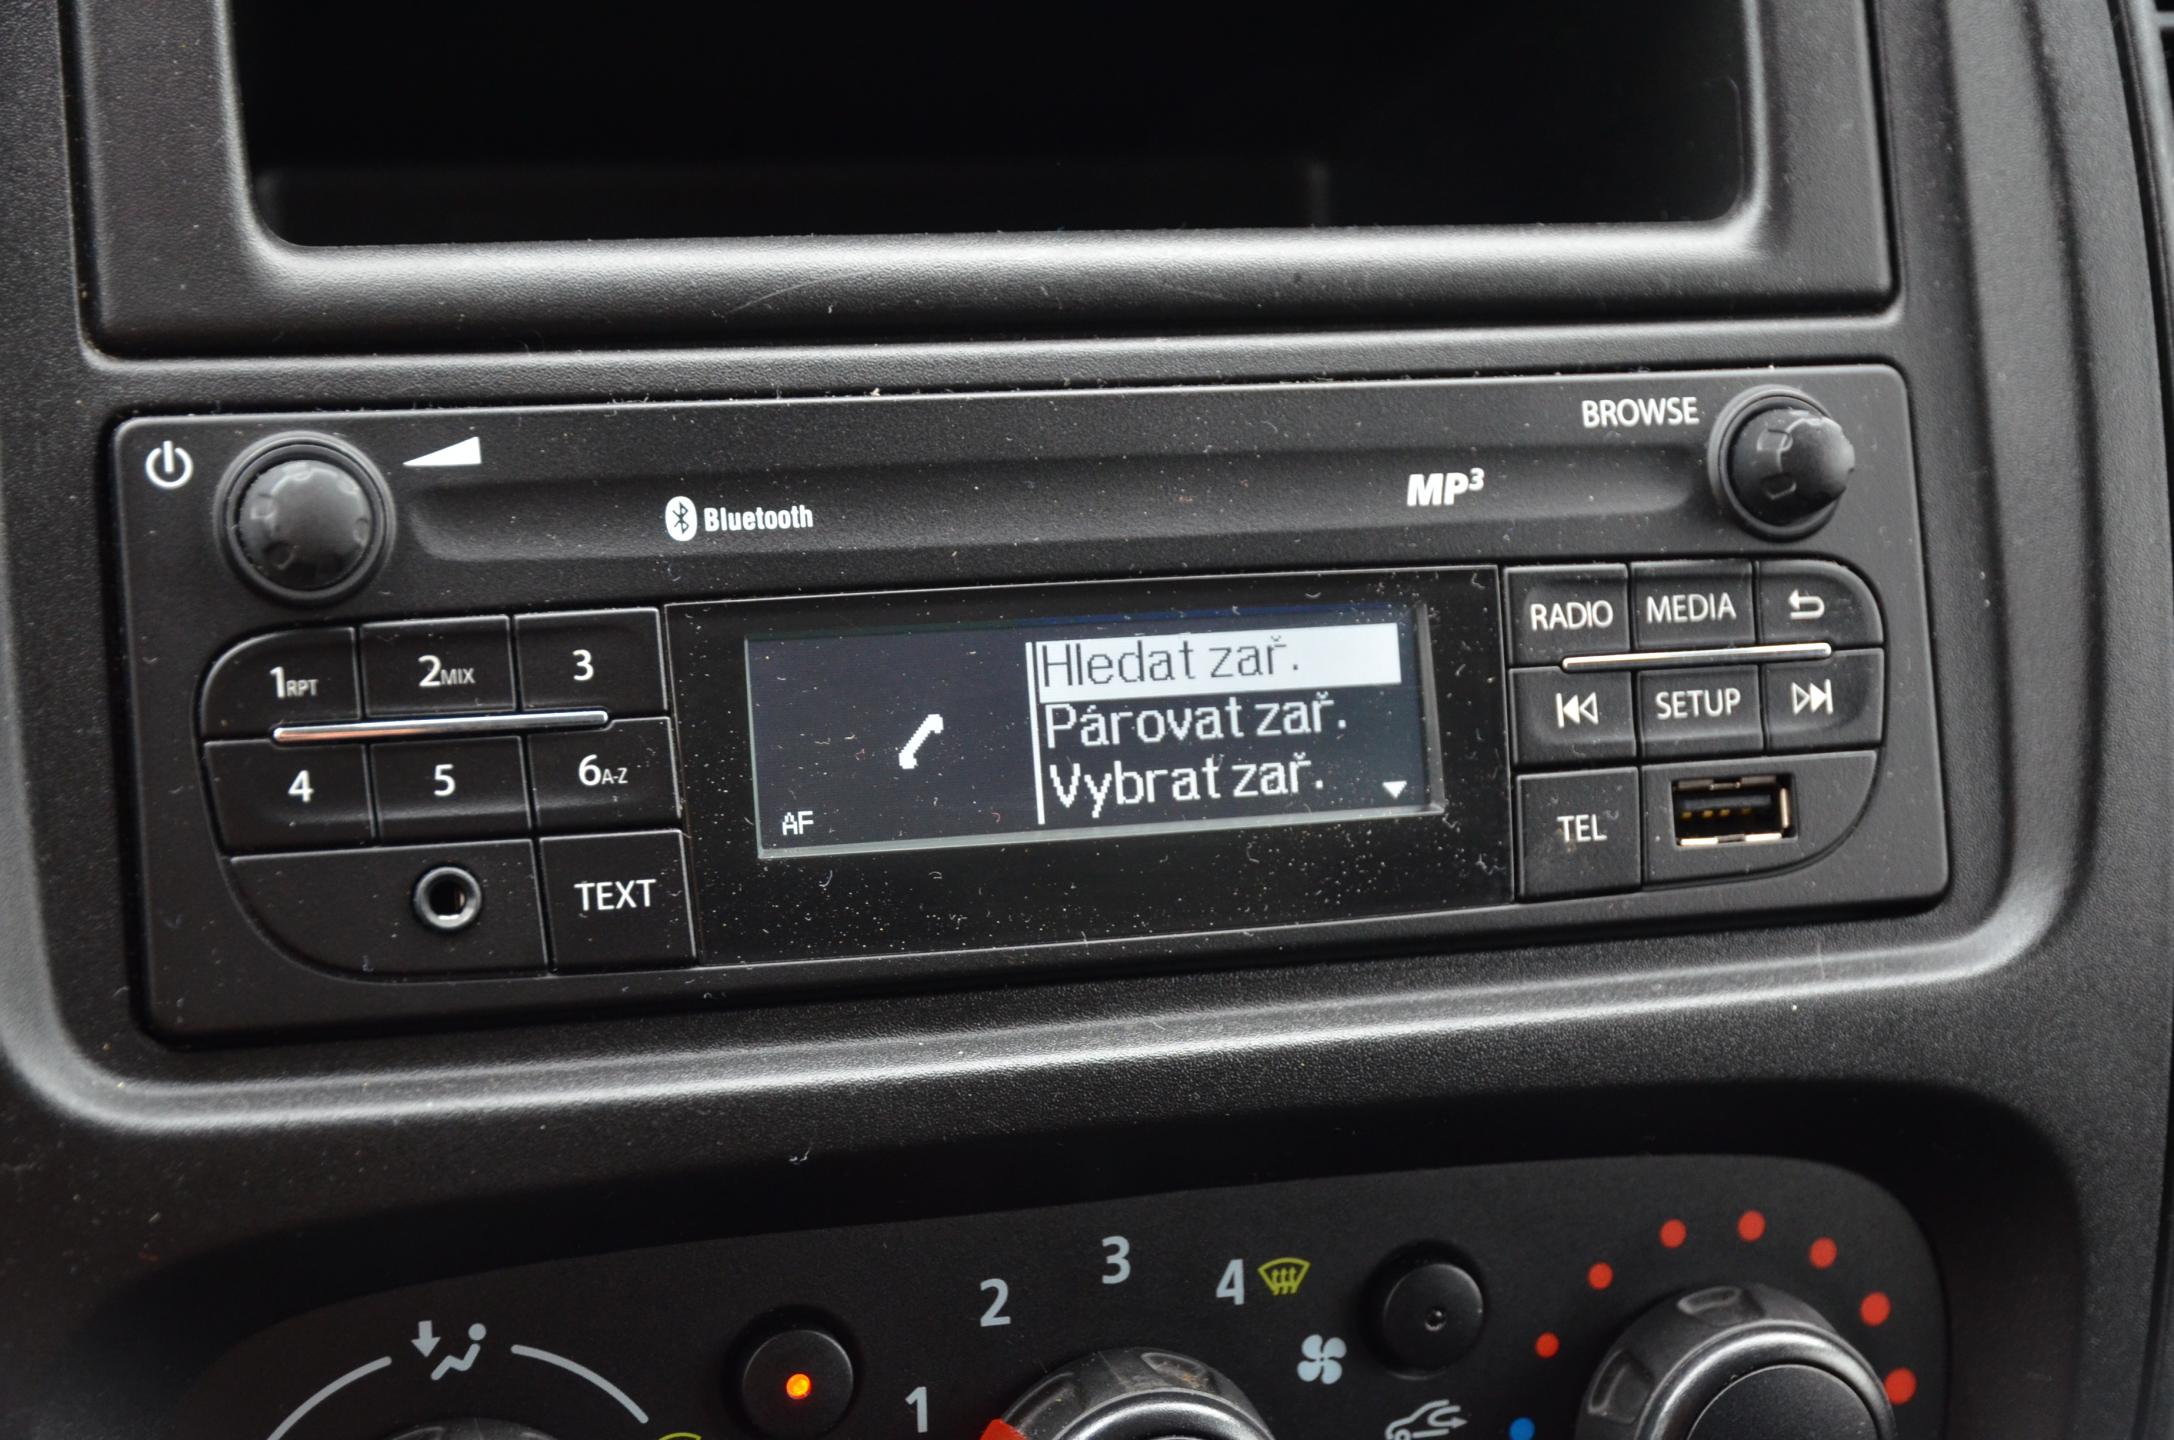 BROWSE
Bluetooth
MP3
1RPT
2MIX
3
4
5
6A-Z
TEXT
Hledat zař.
Párovat zař.
Vybrat zař.
AF
RADIO
MEDIA
SETUP
TEL
1
2
3
4